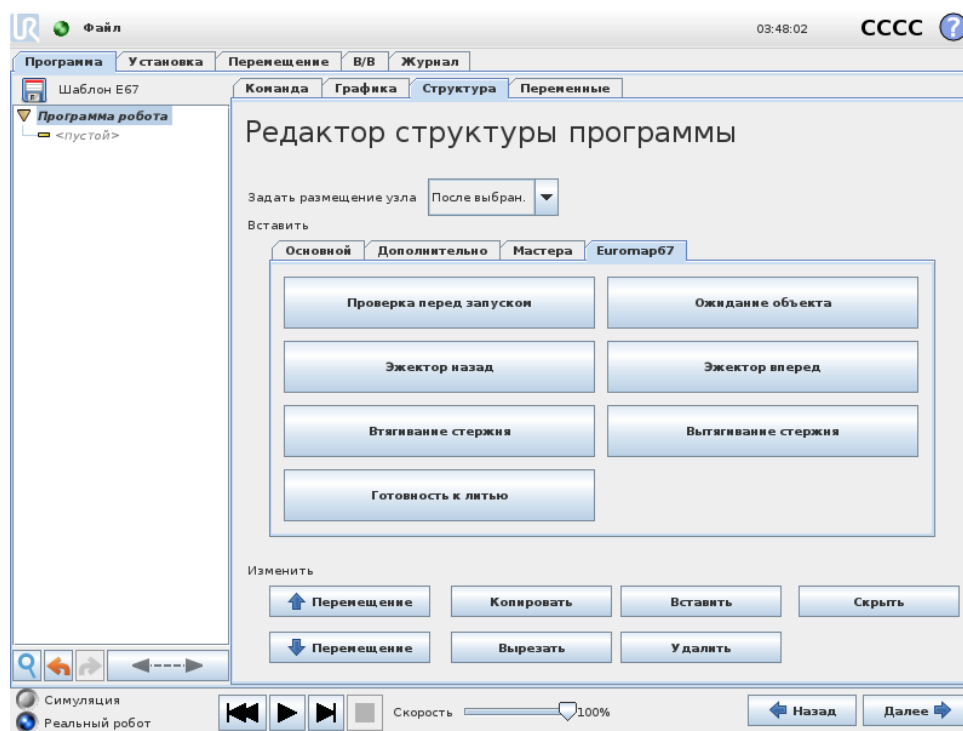 UR Файл 03:48:02 CCCC ?
Программа Установка Перемещение В/В Журнал
Шаблон E67
Команда Графика Структура Переменные
Программа робота
<пустой>
Редактор структуры программы
Задать размещение узла После выбран.
Вставить
Основной Дополнительно Мастера Euromap67
Проверка перед запуском Ожидание объекта
Эжектор назад Эжектор вперед
Втягивание стержня Вытягивание стержня
Готовность к литью
Изменить
Перемещение Копировать Вставить Скрыть
Перемещение Вырезать Удалить
Симуляция
Реальный робот
Скорость 100%
Назад Далее